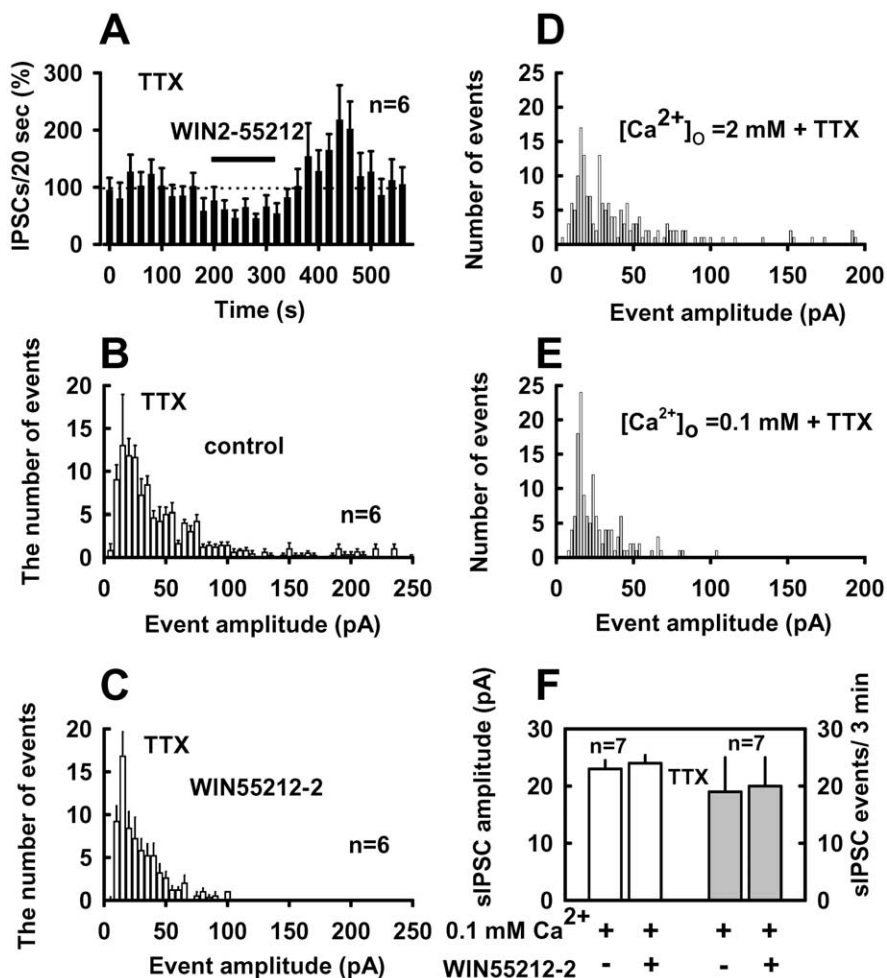 A
IPSCs/20 sec (%)
300
200
100
0
TTX
WIN2-55212
n=6
0 100 200 300 400 500
Time (s)
B
The number of events
20
15
10
5
0
TTX
control
n=6
0 50 100 150 200 250
Event amplitude (pA)
C
The number of events
20
15
10
5
0
TTX
WIN55212-2
n=6
0 50 100 150 200 250
Event amplitude (pA)
D
Number of events
25
20
15
10
5
0
[Ca2+]O =2 mM + TTX
0 50 100 150 200
Event amplitude (pA)
E
Number of events
25
20
15
10
5
0
[Ca2+]o =0.1 mM + TTX
0 50 100 150 200
Event amplitude (pA)
F
sIPSC amplitude (pA)
30
20
10
0
n=7
TTX
n=7
30
20
10
0
sIPSC events/ 3 min
0.1 mM Ca2+ + + + +
WIN55212-2 - + - +